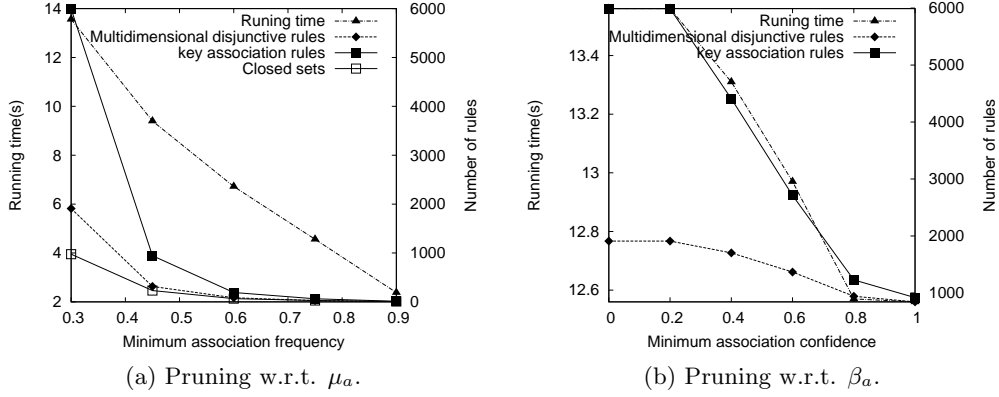 Running time(s)
14
12
10
8
6
4
2
Runing time
Multidimensional disjunctive rules
key association rules
Closed sets
6000
5000
4000
3000
2000
1000
0
Number of rules
0.3 0.4 0.5 0.6 0.7 0.8 0.9
Minimum association frequency
(a) Pruning w.r.t. μₐ.
Running time(s)
13.4
13.2
13
12.8
12.6
Runing time
Multidimensional disjunctive rules
key association rules
6000
5000
4000
3000
2000
1000
Number of rules
0 0.2 0.4 0.6 0.8 1
Minimum association confidence
(b) Pruning w.r.t. βₐ.